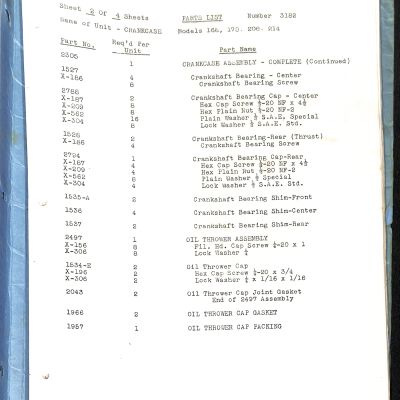 Sheet 2 Of 4 Sheets PARTS LIST Number 3182
Name of Unit - CRANKCASE Models 166, 175, 206, 214
Part No. Req'd Per Unit Part Name
2305 1 CRANKCASE ASSEMBLY - COMPLETE (Continued)
1527 4 Crankshaft Bearing - Center
X-186 8 Crankshaft Bearing Screw
2786 2 Crankshaft Bearing Cap - Center
X-187 8 Hex Cap Screw ½-20 NF x 4½
X-209 8 Hex Plain Nut ½-20 NF-2
X-562 16 Plain Washer ½ S.A.E. Special
X-304 8 Lock Washer ½ S.A.E. Std.
1528 2 Crankshaft Bearing-Rear (Thrust)
X-186 4 Crankshaft Bearing Screw
2794 1 Crankshaft Bearing Cap-Rear
X-187 4 Hex Cap Screw ½-20 NF x 4½
X-209 4 Hex Plain Nut ½-20 NF-2
X-562 8 Plain Washer ½ Special
X-304 4 Lock Washer ½ S.A.E. Std.
1535-A 2 Crankshaft Bearing Shim-Front
1536 4 Crankshaft Bearing Shim-Center
1537 2 Crankshaft Bearing Shim-Rear
2497 1 OIL THROWER ASSEMBLY
X-156 8 Fil. Hd. Cap Screw ¼-20 x 1
X-306 8 Lock Washer ¼
1534-E 2 Oil Thrower Cap
X-196 2 Hex Cap Screw ¼-20 x 3/4
X-306 2 Lock Washer ¼ x 1/16 x 1/16
2043 2 Oil Thrower Cap Joint Gasket
End of 2497 Assembly
1966 2 OIL THROWER CAP GASKET
1957 1 OIL THROWER CAP PACKING